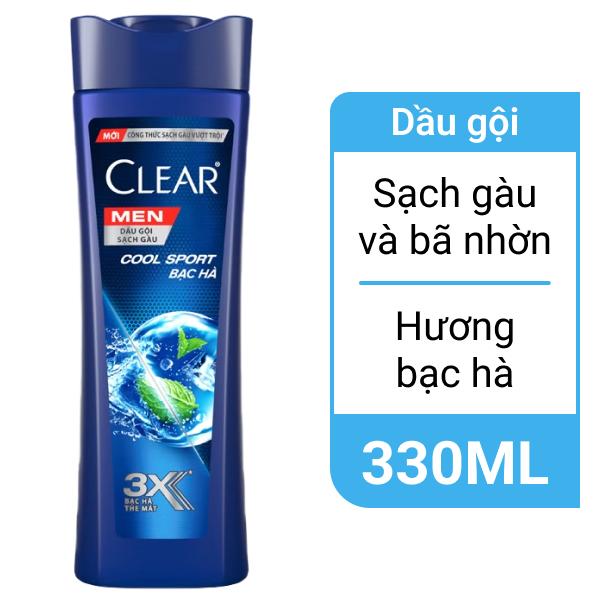 MỚI CÔNG THỨC SẠCH GÀU VƯỢT TRỘI
CLEAR
MEN
DẦU GỘI
SẠCH GÀU
COOL SPORT
BẠC HÀ
3X
BẠC HÀ
THE MÁT
Dầu gội
Sạch gàu
và bã nhờn
Hương
bạc hà
330ML